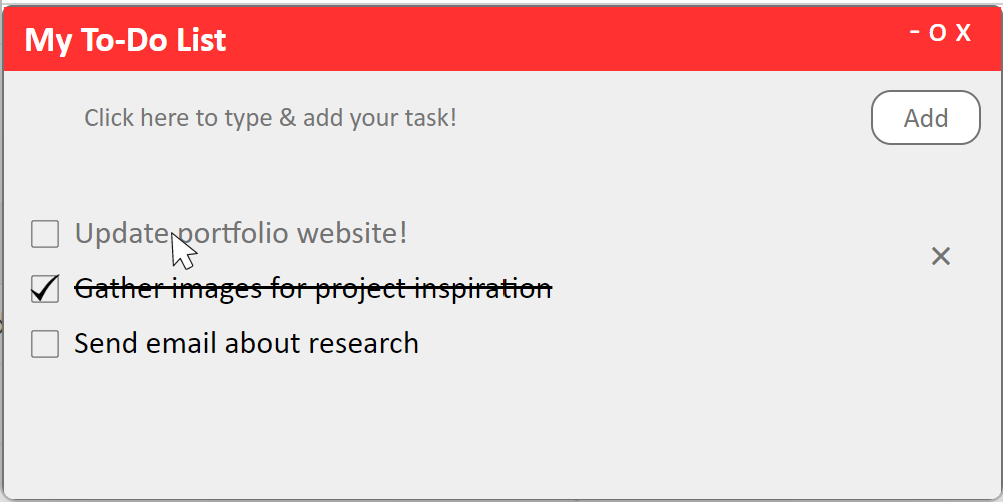 My To-Do List
- O X
Click here to type & add your task!
Add
Update portfolio website!
×
Gather images for project inspiration
Send email about research